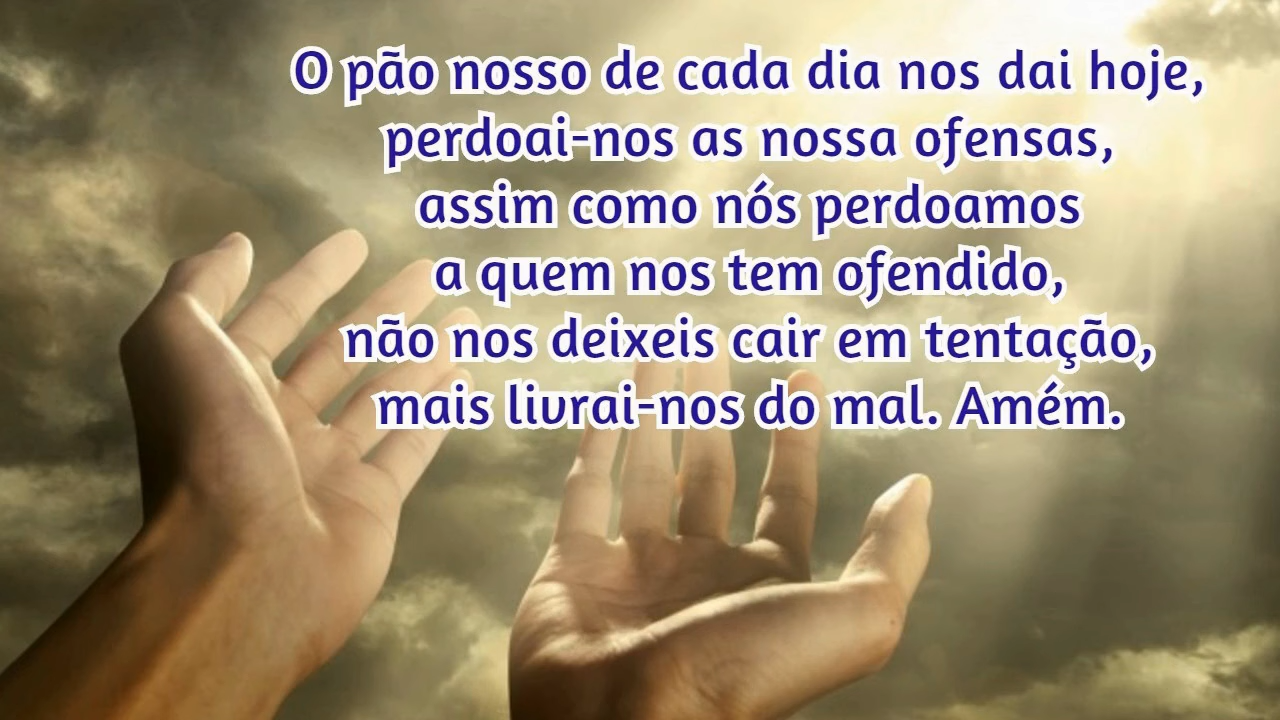 O pão nosso de cada dia nos dai hoje,
perdoai-nos as nossa ofensas,
assim como nós perdoamos
a quem nos tem ofendido,
não nos deixeis cair em tentação,
mais livrai-nos do mal. Amém.